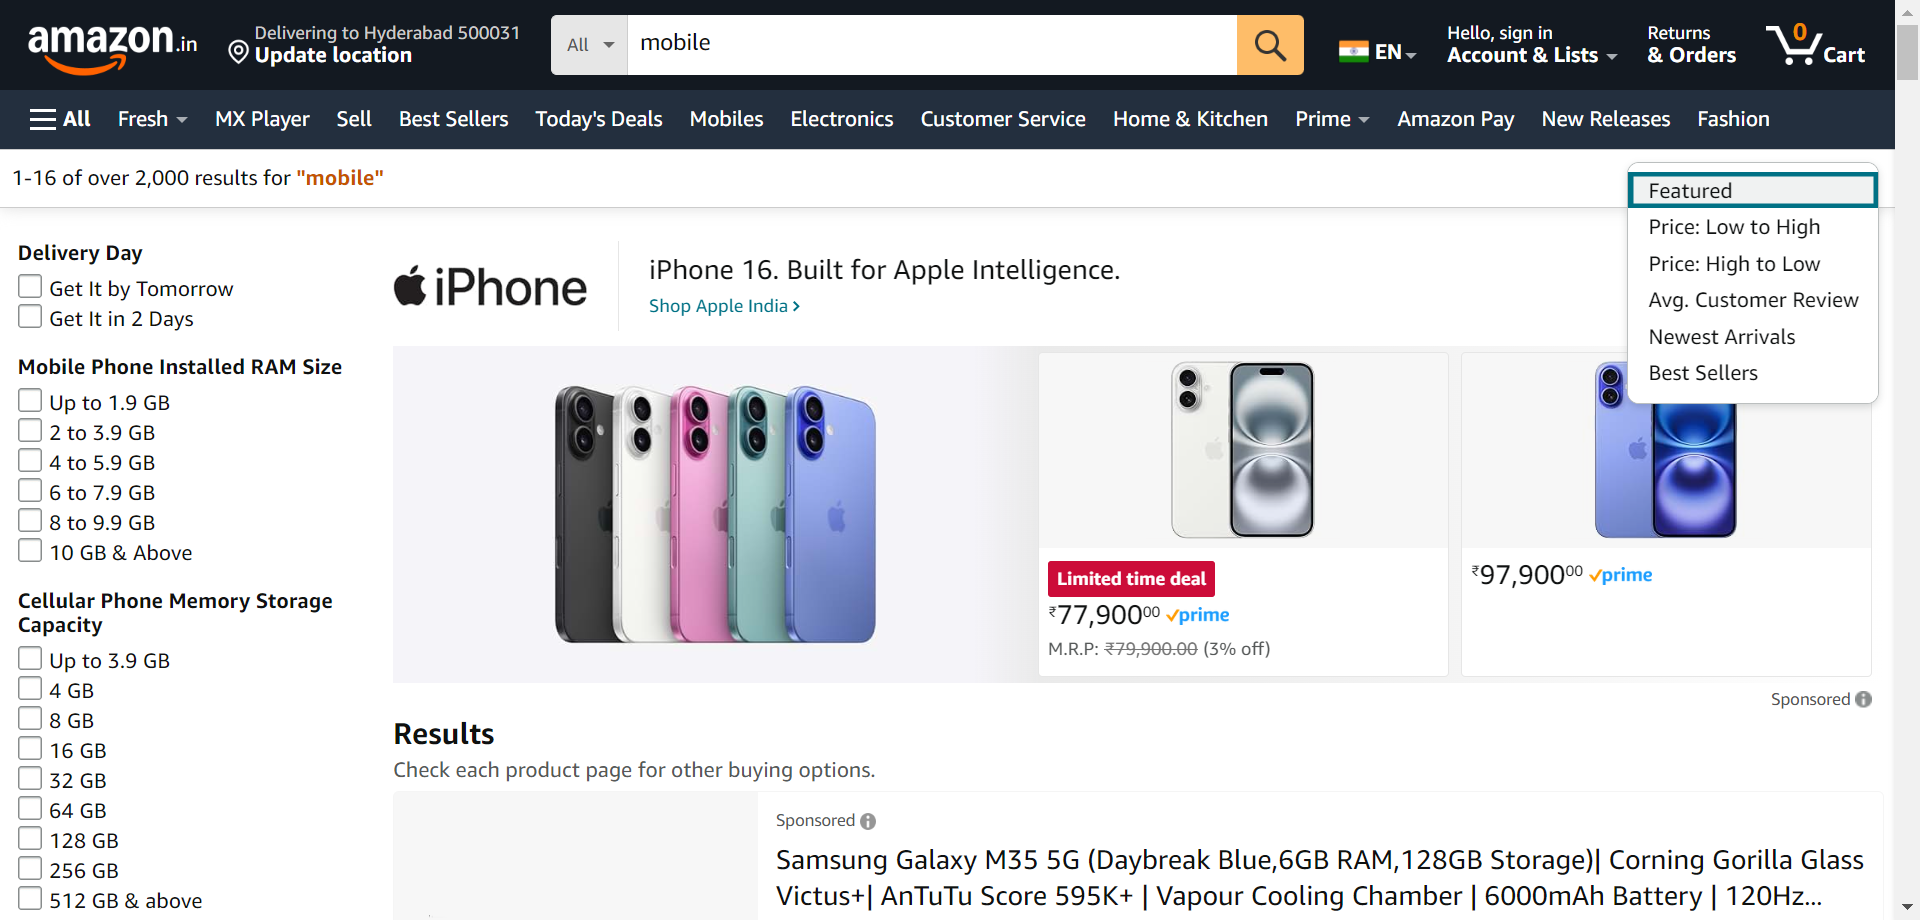 amazon.in
Delivering to Hyderabad 500031
Update location
All
mobile
EN
Hello, sign in
Account & Lists
Returns
& Orders
0
Cart
All
Fresh
MX Player
Sell
Best Sellers
Today's Deals
Mobiles
Electronics
Customer Service
Home & Kitchen
Prime
Amazon Pay
New Releases
Fashion
1-16 of over 2,000 results for "mobile"
Featured
Price: Low to High
Price: High to Low
Avg. Customer Review
Newest Arrivals
Best Sellers
Delivery Day
Get It by Tomorrow
Get It in 2 Days
Mobile Phone Installed RAM Size
Up to 1.9 GB
2 to 3.9 GB
4 to 5.9 GB
6 to 7.9 GB
8 to 9.9 GB
10 GB & Above
Cellular Phone Memory Storage
Capacity
Up to 3.9 GB
4 GB
8 GB
16 GB
32 GB
64 GB
128 GB
256 GB
512 GB & above
iPhone
iPhone 16. Built for Apple Intelligence.
Shop Apple India ›
Limited time deal
₹77,90000 prime
M.R.P: ₹79,900.00 (3% off)
₹97,90000 prime
Sponsored
Results
Check each product page for other buying options.
Sponsored
Samsung Galaxy M35 5G (Daybreak Blue,6GB RAM,128GB Storage)| Corning Gorilla Glass
Victus+| AnTuTu Score 595K+ | Vapour Cooling Chamber | 6000mAh Battery | 120Hz...